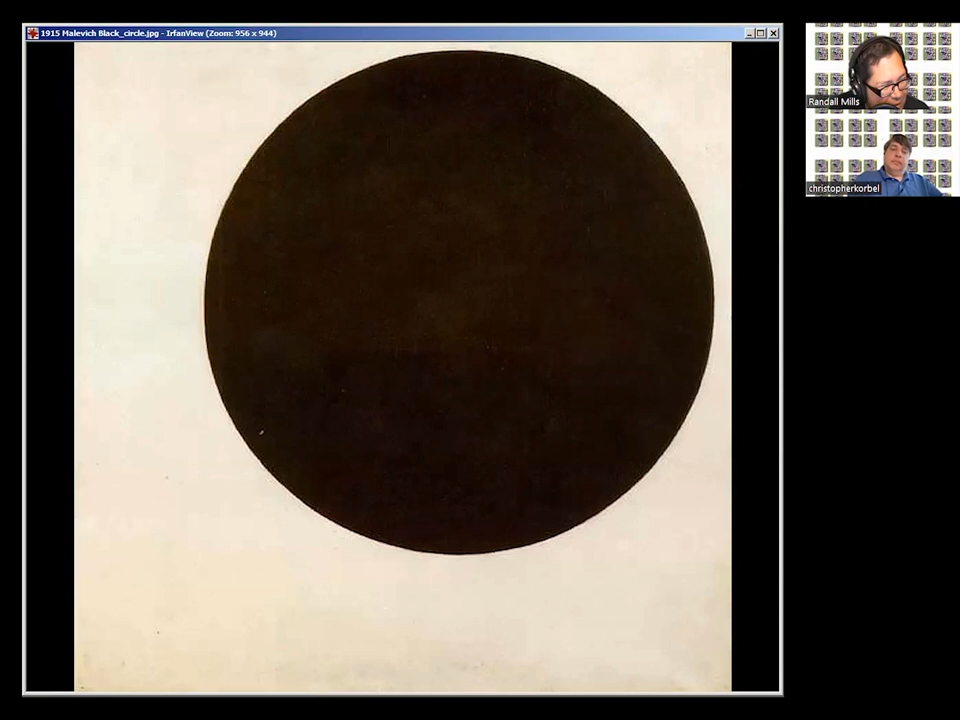 1915 Malevich Black_circle.jpg - IrfanView (Zoom: 956 x 944)
Randall Mills
christopherkorbel